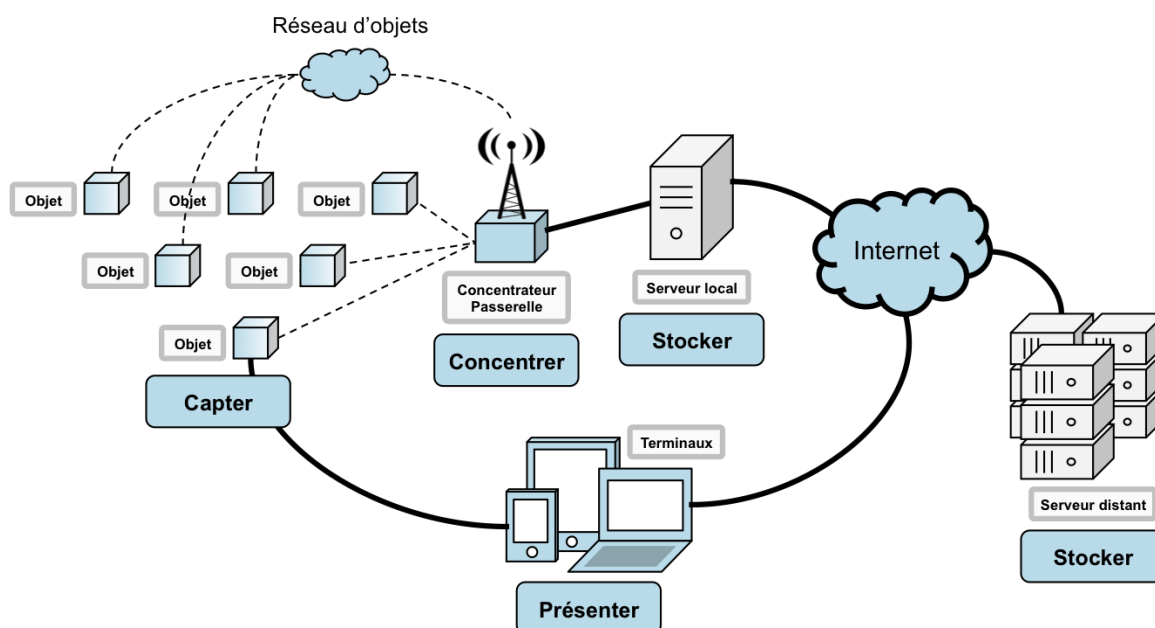 Réseau d'objets
Objet
Objet
Objet
Objet
Objet
Objet
Capter
Concentrateur
Passerelle
Concentrer
Serveur local
Stocker
Internet
Terminaux
Présenter
Serveur distant
Stocker